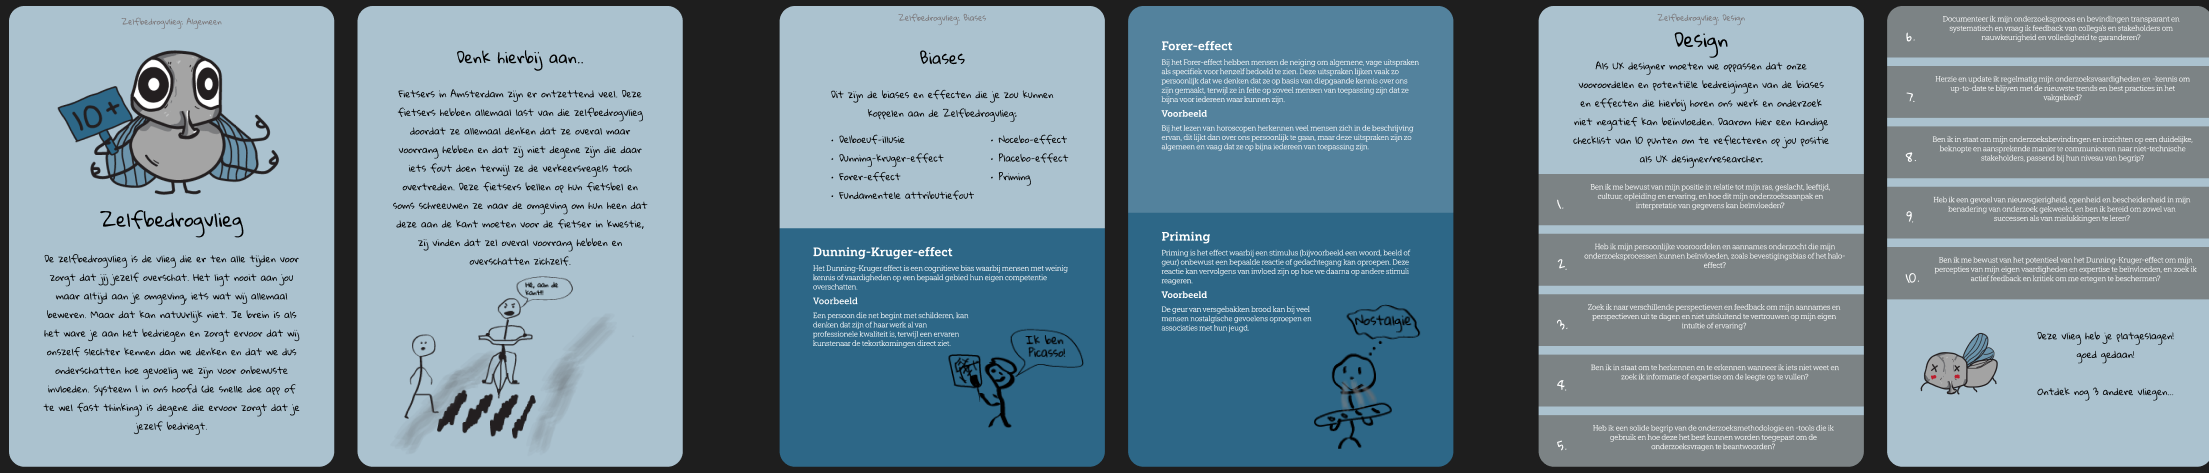 Zelfbedrogvlieg: Algemeen
10+
Zelfbedrogvlieg
De zelfbedrogvlieg is de vlieg die er ten alle tijden voor
zorgt dat jij jezelf overschat. Het ligt nooit aan jou
maar altijd aan je omgeving, iets wat wij allemaal
beweren. Maar dat kan natuurlijk niet. Je brein is als
het ware je aan het bedriegen en zorgt ervoor dat wij
onszelf slechter kennen dan we denken en dat we dus
onderschatten hoe gevoelig we zijn voor onbewuste
invloeden. Systeem 1 in ons hoofd (de snelle doe app of
te wel fast thinking) is degene die ervoor zorgt dat je
jezelf bedriegt.
Denk hierbij aan..
Fietsers in Amsterdam zijn er ontzettend veel. Deze
fietsers hebben allemaal last van die zelfbedrogvlieg
doordat ze allemaal denken dat ze overal maar
voorrang hebben en dat zij niet degene zijn die daar
iets fout doen terwijl ze de verkeersregels toch
overtreden. Deze fietsers bellen op hun fietsbel en
soms schreeuwen ze naar de omgeving om hun heen dat
deze aan de kant moeten voor de fietser in kwestie,
zij vinden dat zei overal voorrang hebben en
overschatten zichzelf.
Hé, aan de
kant!!
Zelfbedrogvlieg: Biases
Biases
Dit zijn de biases en effecten die je zou kunnen
koppelen aan de Zelfbedrogvlieg:
• Delboeuf-illusie
• Dunning-kruger-effect
• Forer-effect
• Fundamentele attributiefout
• Nocebo-effect
• Placebo-effect
• Priming
Dunning-Kruger-effect
Het Dunning-Kruger effect is een cognitieve bias waarbij mensen met weinig
kennis of vaardigheden op een bepaald gebied hun eigen competentie
overschatten.
Voorbeeld
Een persoon die net begint met schilderen, kan
denken dat zijn of haar werk al van
professionele kwaliteit is, terwijl een ervaren
kunstenaar de tekortkomingen direct ziet.
Ik ben
Picasso!
Forer-effect
Bij het Forer-effect hebben mensen de neiging om algemene, vage uitspraken
als specifiek voor henzelf bedoeld te zien. Deze uitspraken lijken vaak zo
persoonlijk dat we denken dat ze op basis van diepgaande kennis over ons
zijn gemaakt, terwijl ze in feite op zoveel mensen van toepassing zijn dat ze
bijna voor iedereen waar kunnen zijn.
Voorbeeld
Bij het lezen van horoscopen herkennen veel mensen zich in de beschrijving
ervan, dit lijkt dan over ons persoonlijk te gaan, maar deze uitspraken zijn zo
algemeen en vaag dat ze op bijna iedereen van toepassing zijn.
Priming
Priming is het effect waarbij een stimulus (bijvoorbeeld een woord, beeld of
geur) onbewust een bepaalde reactie of gedachtegang kan oproepen. Deze
reactie kan vervolgens van invloed zijn op hoe we daarna op andere stimuli
reageren.
Voorbeeld
De geur van versgebakken brood kan bij veel
mensen nostalgische gevoelens oproepen en
associaties met hun jeugd.
Nostalgie
Zelfbedrogvlieg: Design
Design
Als UX designer moeten we oppassen dat onze
vooroordelen en potentiële bedreigingen van de biases
en effecten die hierbij horen ons werk en onderzoek
niet negatief kan beïnvloeden. Daarom hier een handige
checklist van 10 punten om te reflecteren op jou positie
als UX designer/researcher:
1.
Ben ik me bewust van mijn positie in relatie tot mijn ras, geslacht, leeftijd,
cultuur, opleiding en ervaring, en hoe dit mijn onderzoeksaanpak en
interpretatie van gegevens kan beïnvloeden?
2.
Heb ik mijn persoonlijke vooroordelen en aannames onderzocht die mijn
onderzoeksprocessen kunnen beïnvloeden, zoals bevestigingsbias of het halo-
effect?
3.
Zoek ik naar verschillende perspectieven en feedback om mijn aannames en
perspectieven uit te dagen en niet uitsluitend te vertrouwen op mijn eigen
intuïtie of ervaring?
4.
Ben ik in staat om te herkennen en te erkennen wanneer ik iets niet weet en
zoek ik informatie of expertise om de leegte op te vullen?
5.
Heb ik een solide begrip van de onderzoeksmethodologie en -tools die ik
gebruik en hoe deze het best kunnen worden toegepast om de
onderzoeksvragen te beantwoorden?
6.
Documenteer ik mijn onderzoeksproces en bevindingen transparant en
systematisch en vraag ik feedback van collega's en stakeholders om
nauwkeurigheid en volledigheid te garanderen?
7.
Herzie en update ik regelmatig mijn onderzoeksvaardigheden en -kennis om
up-to-date te blijven met de nieuwste trends en best practices in het
vakgebied?
8.
Ben ik in staat om mijn onderzoeksbevindingen en inzichten op een duidelijke,
beknopte en aansprekende manier te communiceren naar niet-technische
stakeholders, passend bij hun niveau van begrip?
9.
Heb ik een gevoel van nieuwsgierigheid, openheid en bescheidenheid in mijn
benadering van onderzoek gekweekt, en ben ik bereid om zowel van
successen als van mislukkingen te leren?
10.
Ben ik me bewust van het potentieel van het Dunning-Kruger-effect om mijn
percepties van mijn eigen vaardigheden en expertise te beïnvloeden, en zoek ik
actief feedback en kritiek om me ertegen te beschermen?
Deze vlieg heb je platgeslagen!
goed gedaan!
Ontdek nog 3 andere vliegen...